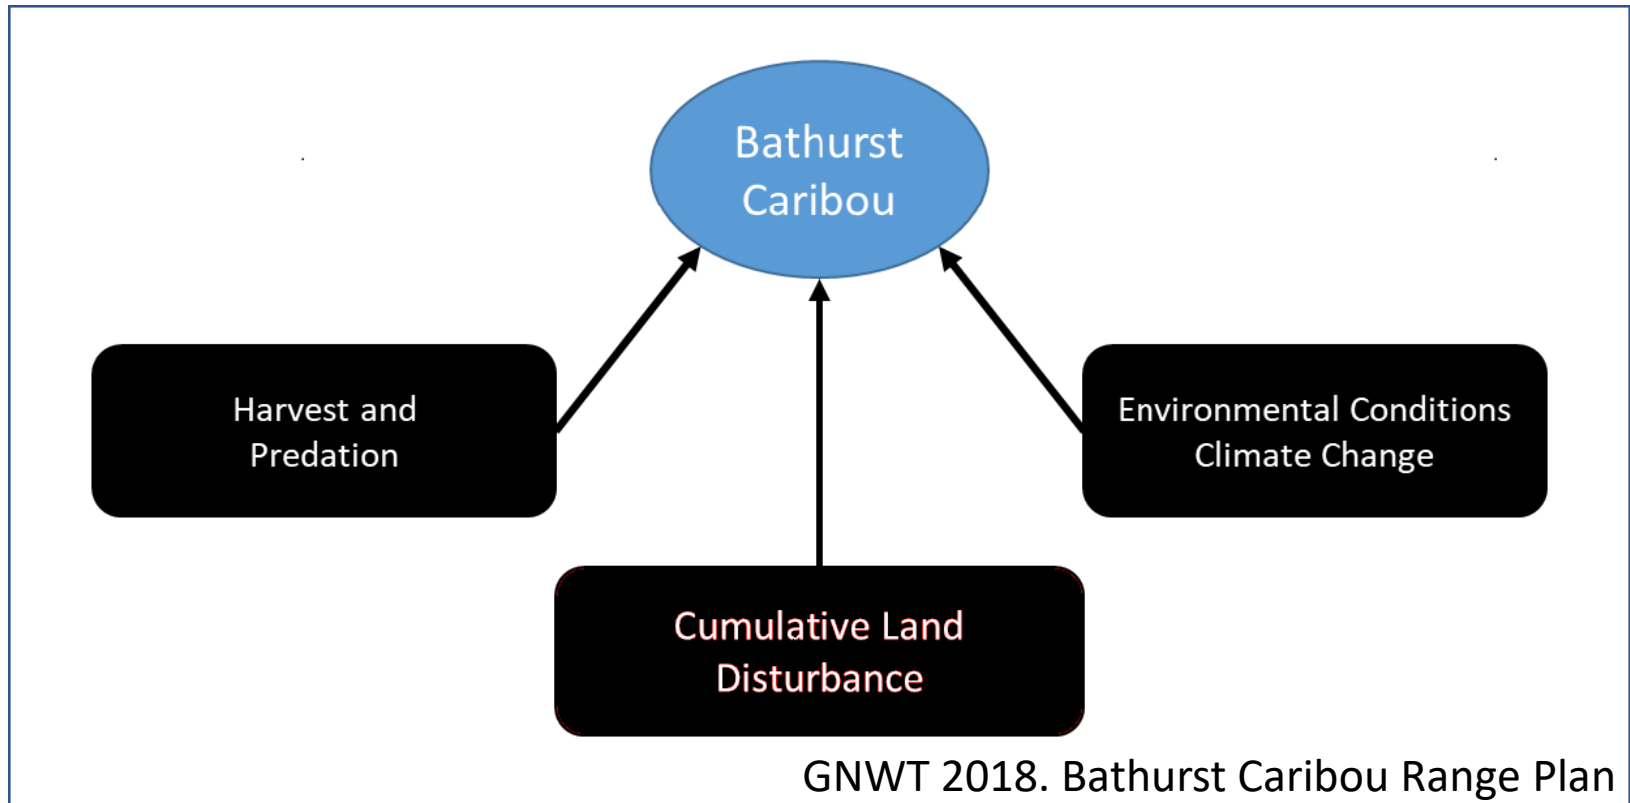 Bathurst
Caribou
Harvest and
Predation
Environmental Conditions
Climate Change
Cumulative Land
Disturbance
GNWT 2018. Bathurst Caribou Range Plan